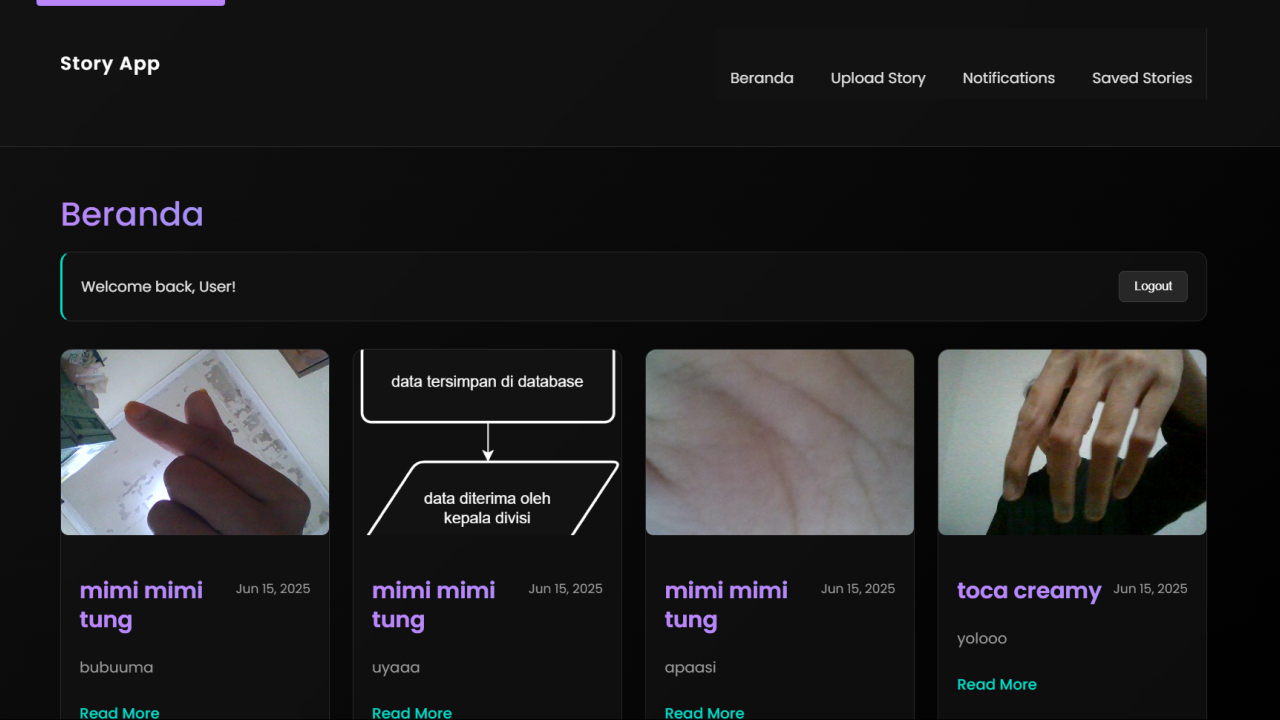 Story App
Beranda
Upload Story
Notifications
Saved Stories
Beranda
Welcome back, User!
Logout
data tersimpan di database
data diterima oleh
kepala divisi
mimi mimi
tung
Jun 15, 2025
bubuuma
Read More
mimi mimi
tung
Jun 15, 2025
uyaaa
Read More
mimi mimi
tung
Jun 15, 2025
apaasi
Read More
toca creamy
Jun 15, 2025
yolooo
Read More